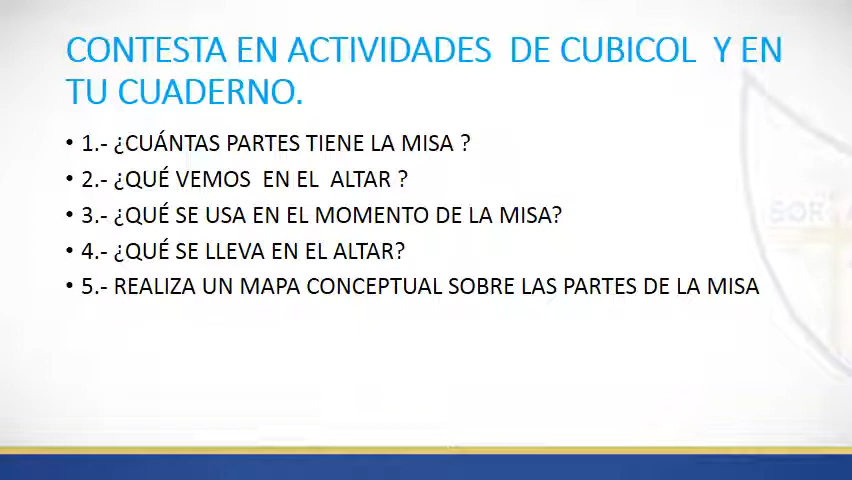 CONTESTA EN ACTIVIDADES DE CUBICOL Y EN
TU CUADERNO.
• 1.- ¿CUÁNTAS PARTES TIENE LA MISA ?
• 2.- ¿QUÉ VEMOS EN EL ALTAR ?
• 3.- ¿QUÉ SE USA EN EL MOMENTO DE LA MISA?
• 4.- ¿QUÉ SE LLEVA EN EL ALTAR?
• 5.- REALIZA UN MAPA CONCEPTUAL SOBRE LAS PARTES DE LA MISA